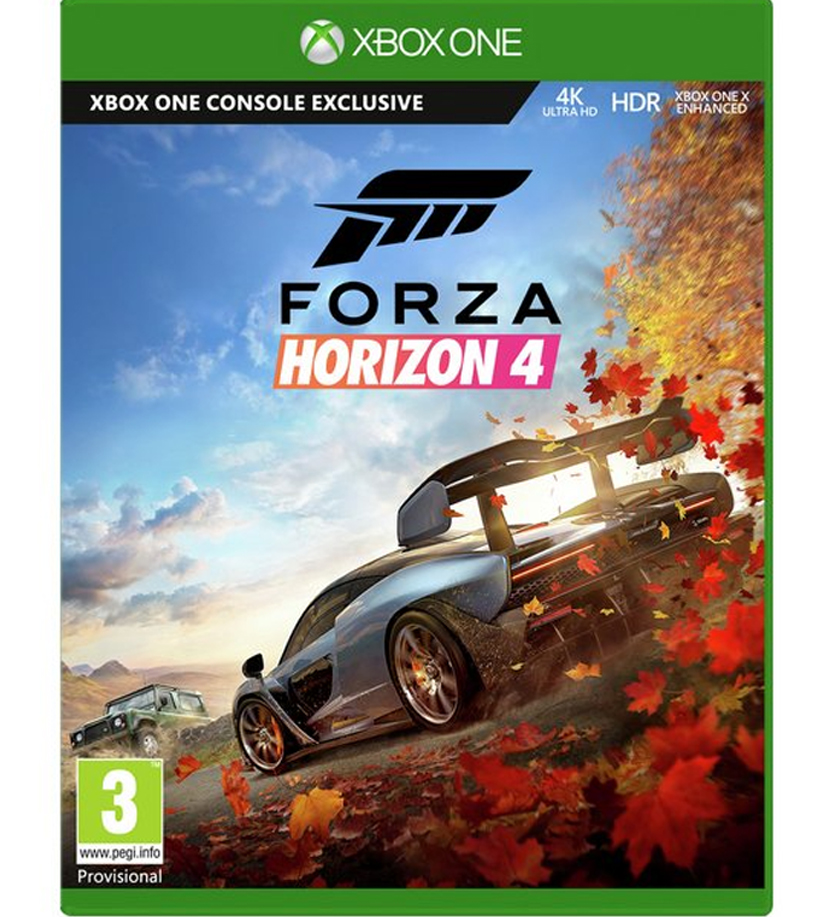 XBOX ONE
XBOX ONE CONSOLE EXCLUSIVE
4K
ULTRA HD
HDR
XBOX ONE X
ENHANCED
FORZA
HORIZON 4
3
TM
www.pegi.info
Provisional